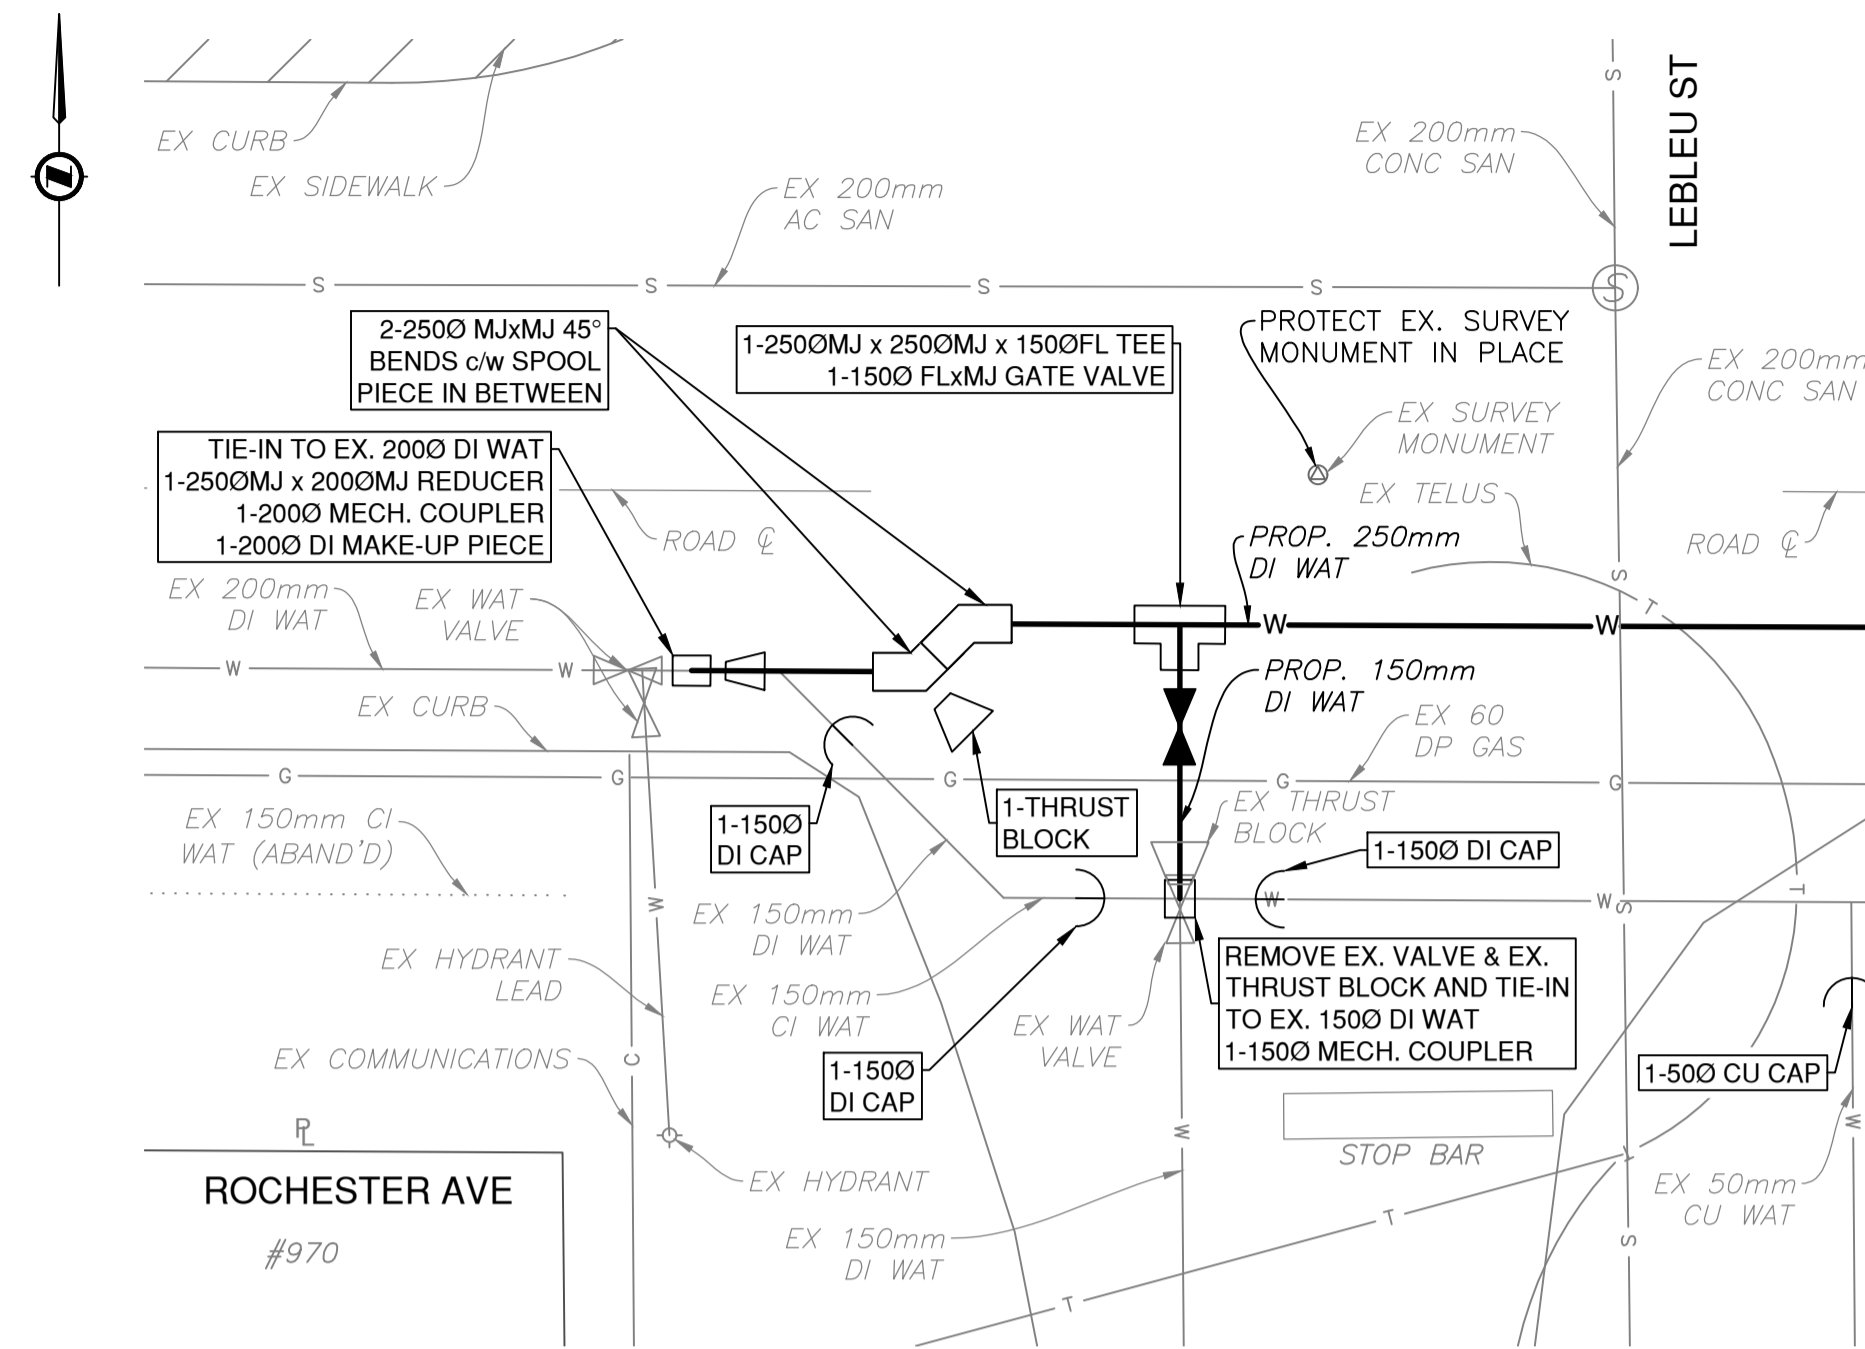 EX CURB
EX SIDEWALK
EX 200mm
AC SAN
EX 200mm
CONC SAN
LEBLEU ST
S
S
S
S
S
S
2-250Ø MJxMJ 45°
BENDS c/w SPOOL
PIECE IN BETWEEN
1-250ØMJ x 250ØMJ x 150ØFL TEE
1-150Ø FLxMJ GATE VALVE
PROTECT EX. SURVEY
MONUMENT IN PLACE
EX 200mm
CONC SAN
EX SURVEY
MONUMENT
TIE-IN TO EX. 200Ø DI WAT
1-250ØMJ x 200ØMJ REDUCER
1-200Ø MECH. COUPLER
1-200Ø DI MAKE-UP PIECE
ROAD ℄
EX TELUS
PROP. 250mm
DI WAT
ROAD ℄
EX 200mm
DI WAT
EX WAT
VALVE
S
T
W
W
W
W
PROP. 150mm
DI WAT
EX CURB
EX 60
DP GAS
G
G
G
G
G
EX 150mm CI
WAT (ABAND'D)
1-150Ø
DI CAP
1-THRUST
BLOCK
EX THRUST
BLOCK
1-150Ø DI CAP
W
W
W
S
T
EX 150mm
DI WAT
EX HYDRANT
LEAD
EX 150mm
CI WAT
EX WAT
VALVE
REMOVE EX. VALVE & EX.
THRUST BLOCK AND TIE-IN
TO EX. 150Ø DI WAT
1-150Ø MECH. COUPLER
EX COMMUNICATIONS
C
1-150Ø
DI CAP
1-50Ø CU CAP
PL
W
W
STOP BAR
T
ROCHESTER AVE
#970
EX HYDRANT
EX 50mm
CU WAT
EX 150mm
DI WAT
T
S
T